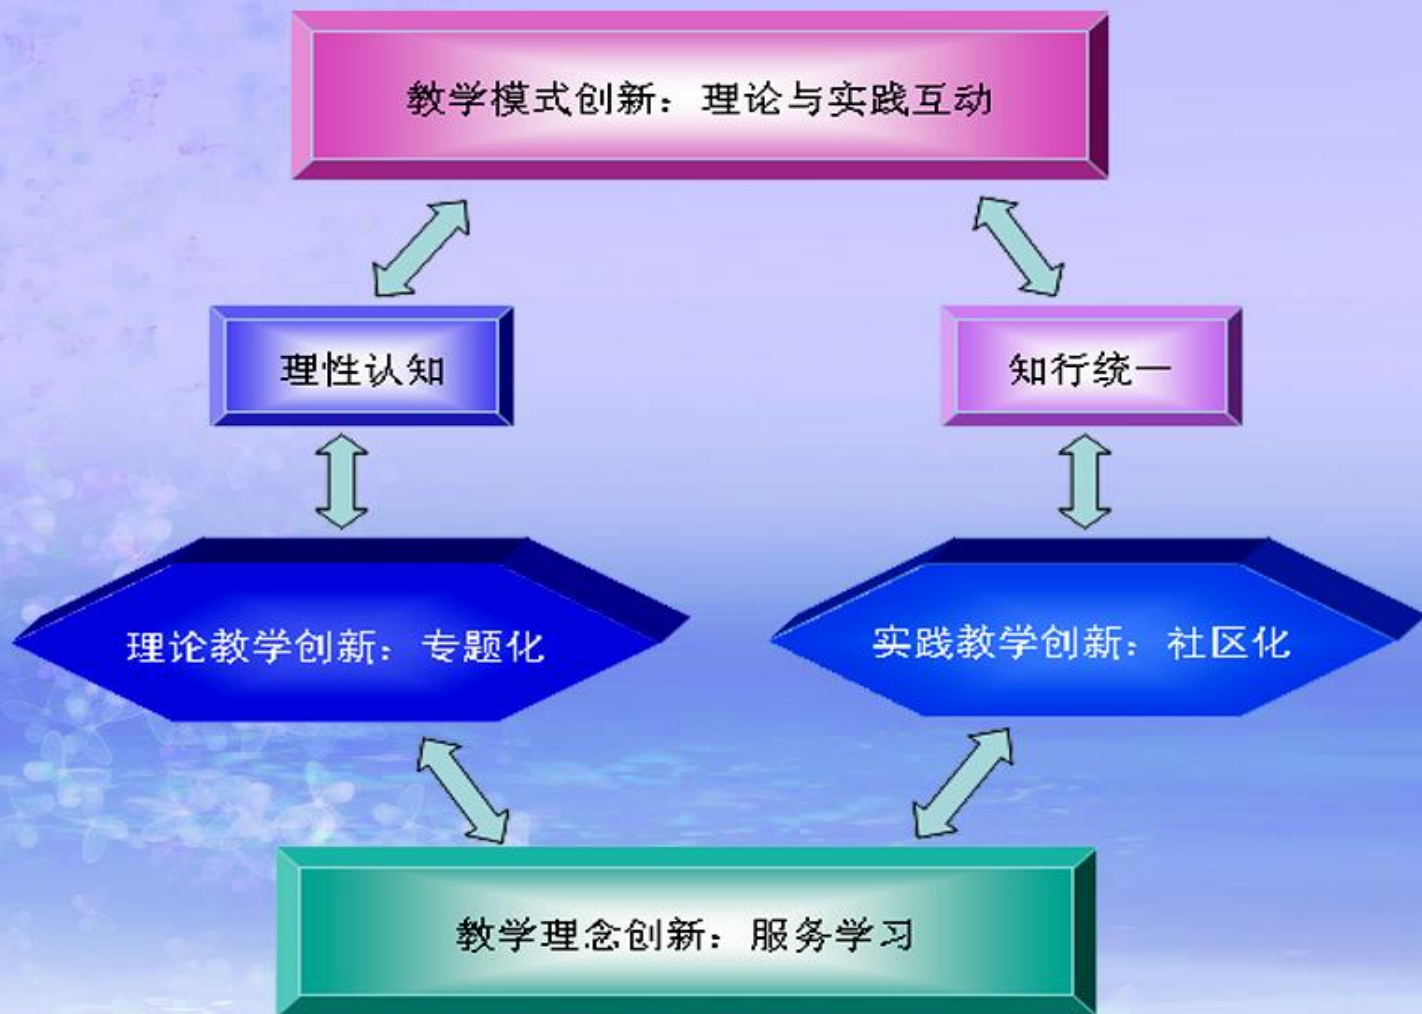 教学模式创新：理论与实践互动
理性认知
知行统一
理论教学创新：专题化
实践教学创新：社区化
教学理念创新：服务学习